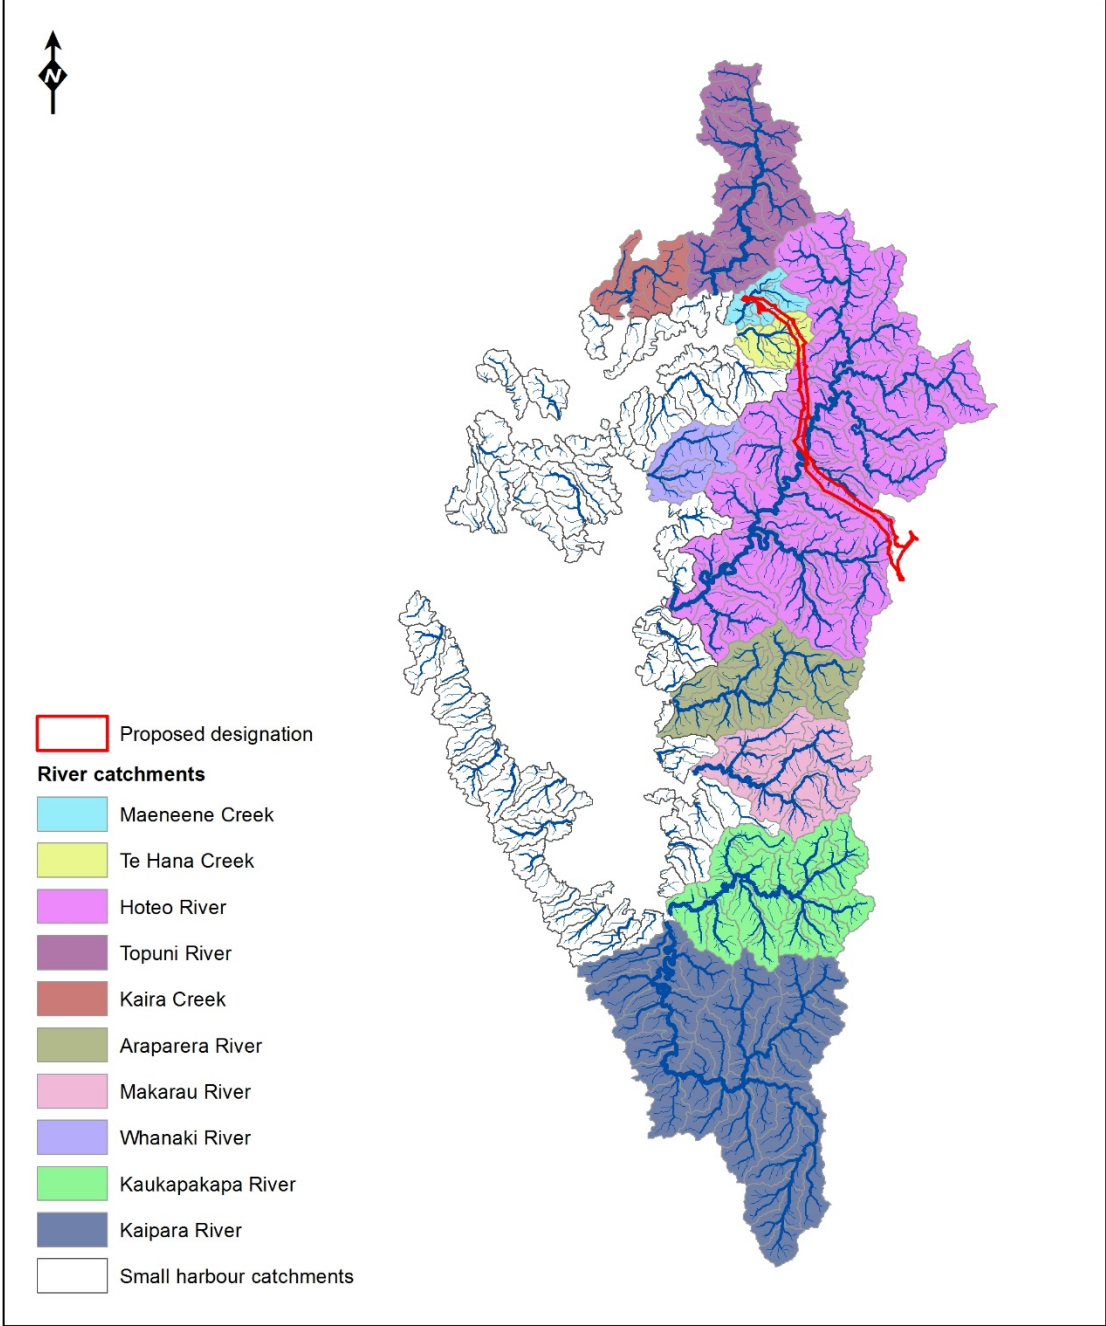 N
Proposed designation
River catchments
Maeneene Creek
Te Hana Creek
Hoteo River
Topuni River
Kaira Creek
Araparera River
Makarau River
Whanaki River
Kaukapakapa River
Kaipara River
Small harbour catchments